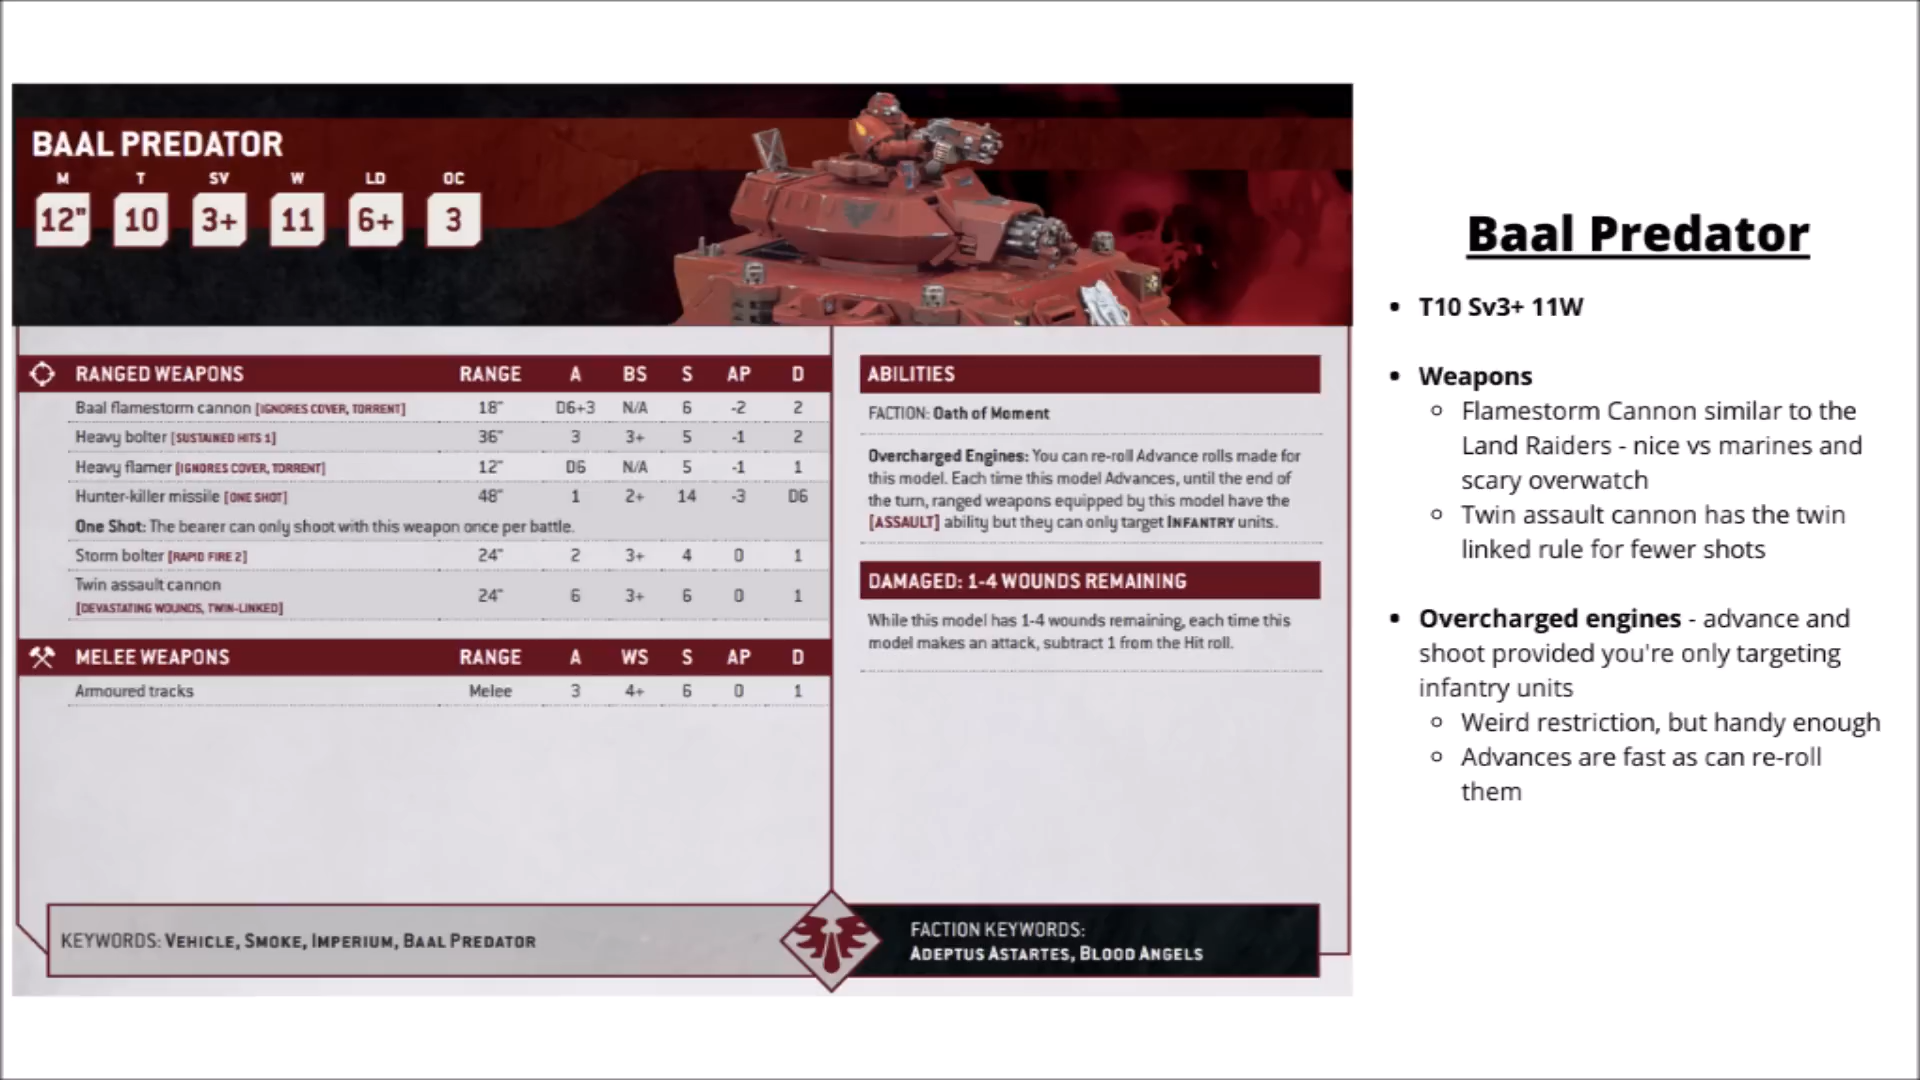 BAAL PREDATOR
M T SV W LD OC
12" 10 3+ 11 6+ 3
RANGED WEAPONS RANGE A BS S AP D
Baal flamestorm cannon [IGNORES COVER, TORRENT] 18" D6+3 N/A 6 -2 2
Heavy bolter [SUSTAINED HITS 1] 36" 3 3+ 5 -1 2
Heavy flamer [IGNORES COVER, TORRENT] 12" D6 N/A 5 -1 1
Hunter-killer missile [ONE SHOT] 48" 1 2+ 14 -3 D6
One Shot: The bearer can only shoot with this weapon once per battle.
Storm bolter [RAPID FIRE 2] 24" 2 3+ 4 0 1
Twin assault cannon
[DEVASTATING WOUNDS, TWIN-LINKED] 24" 6 3+ 6 0 1
MELEE WEAPONS RANGE A WS S AP D
Armoured tracks Melee 3 4+ 6 0 1
ABILITIES
FACTION: Oath of Moment
Overcharged Engines: You can re-roll Advance rolls made for
this model. Each time this model Advances, until the end of
the turn, ranged weapons equipped by this model have the
[ASSAULT] ability but they can only target INFANTRY units.
DAMAGED: 1-4 WOUNDS REMAINING
While this model has 1-4 wounds remaining, each time this
model makes an attack, subtract 1 from the Hit roll.
KEYWORDS: VEHICLE, SMOKE, IMPERIUM, BAAL PREDATOR
FACTION KEYWORDS:
ADEPTUS ASTARTES, BLOOD ANGELS
Baal Predator
• T10 Sv3+ 11W
• Weapons
○ Flamestorm Cannon similar to the
Land Raiders - nice vs marines and
scary overwatch
○ Twin assault cannon has the twin
linked rule for fewer shots
• Overcharged engines - advance and
shoot provided you're only targeting
infantry units
○ Weird restriction, but handy enough
○ Advances are fast as can re-roll
them